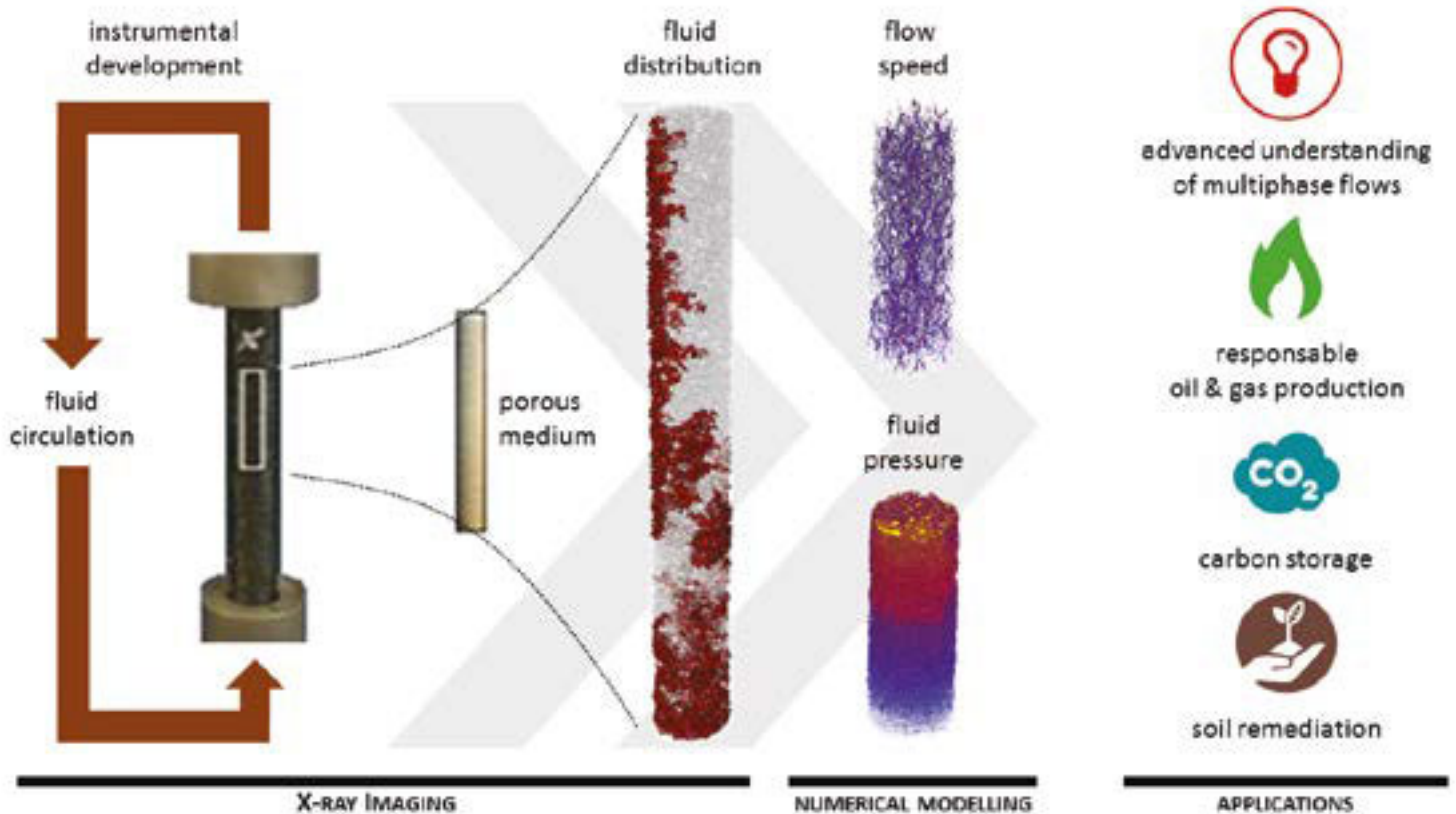 instrumental
development
fluid
circulation
porous
medium
fluid
distribution
flow
speed
fluid
pressure
advanced understanding
of multiphase flows
responsable
oil & gas production
CO2
carbon storage
soil remediation
X-RAY IMAGING
NUMERICAL MODELLING
APPLICATIONS